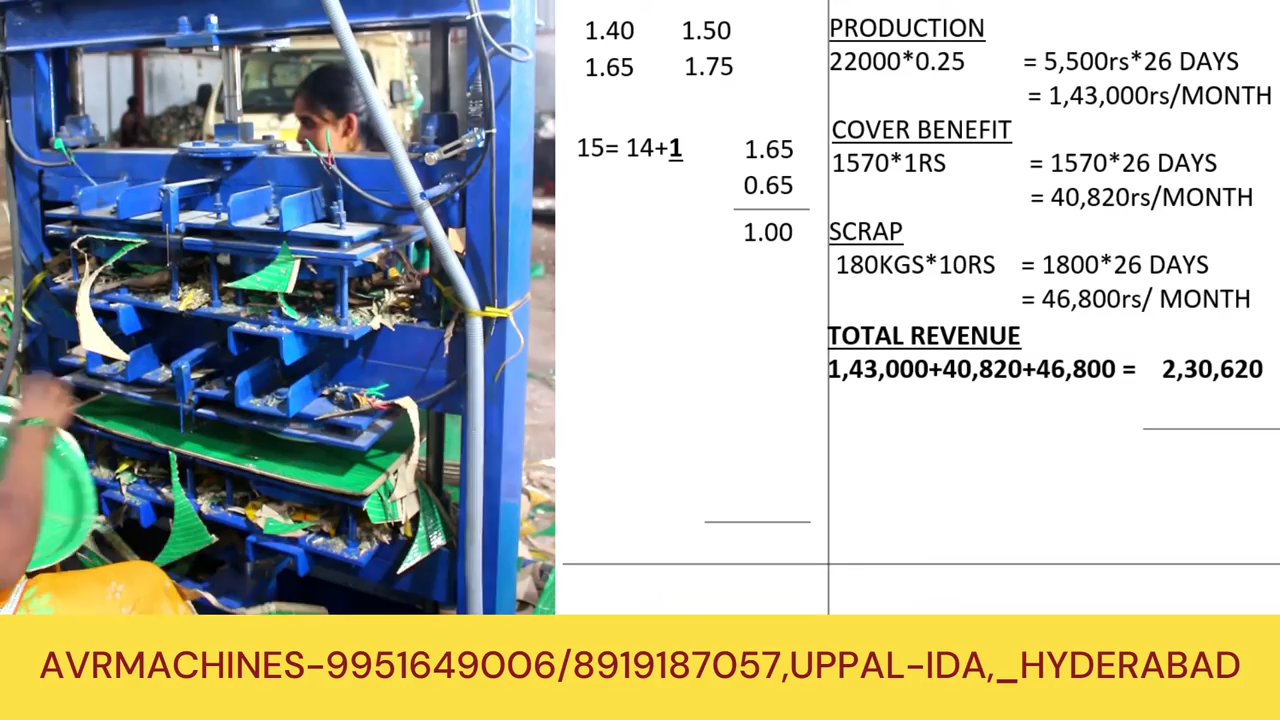 1.40 1.50
1.65 1.75
15= 14+1
1.65
0.65
1.00
PRODUCTION
22000*0.25 = 5,500rs*26 DAYS
= 1,43,000rs/MONTH
COVER BENEFIT
1570*1RS = 1570*26 DAYS
= 40,820rs/MONTH
SCRAP
180KGS*10RS = 1800*26 DAYS
= 46,800rs/ MONTH
TOTAL REVENUE
1,43,000+40,820+46,800 = 2,30,620
AVRMACHINES-9951649006/8919187057,UPPAL-IDA,_HYDERABAD